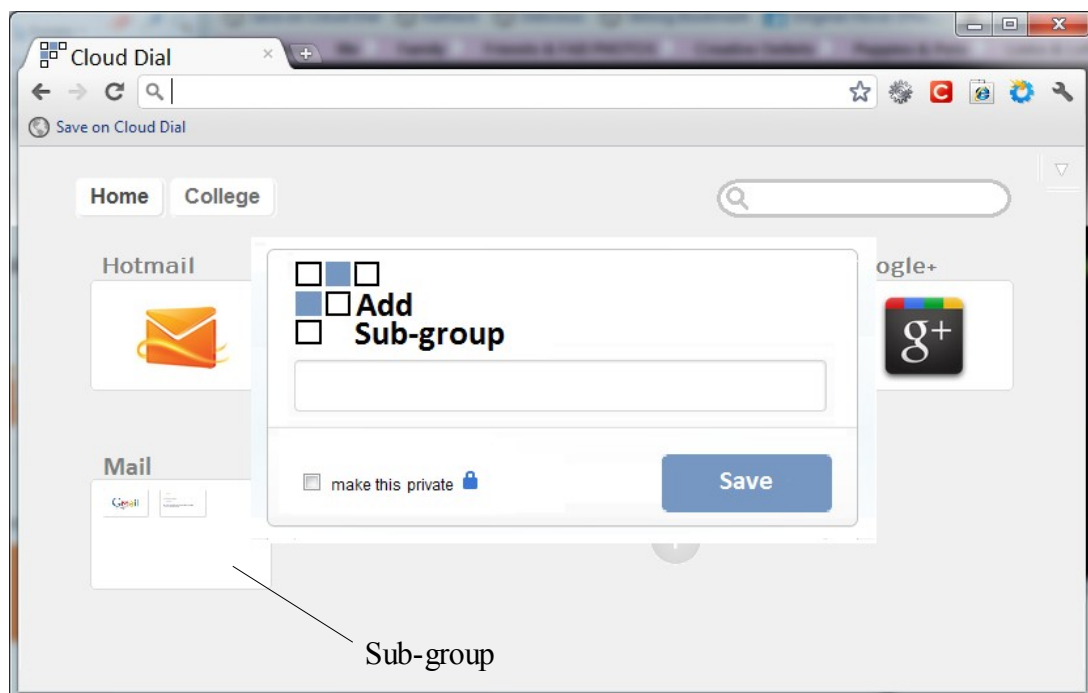 Cloud Dial
Save on Cloud Dial
Home College
Hotmail
ogle+
g+
Add
Sub-group
Mail
Gmail
make this private
Save
Sub-group